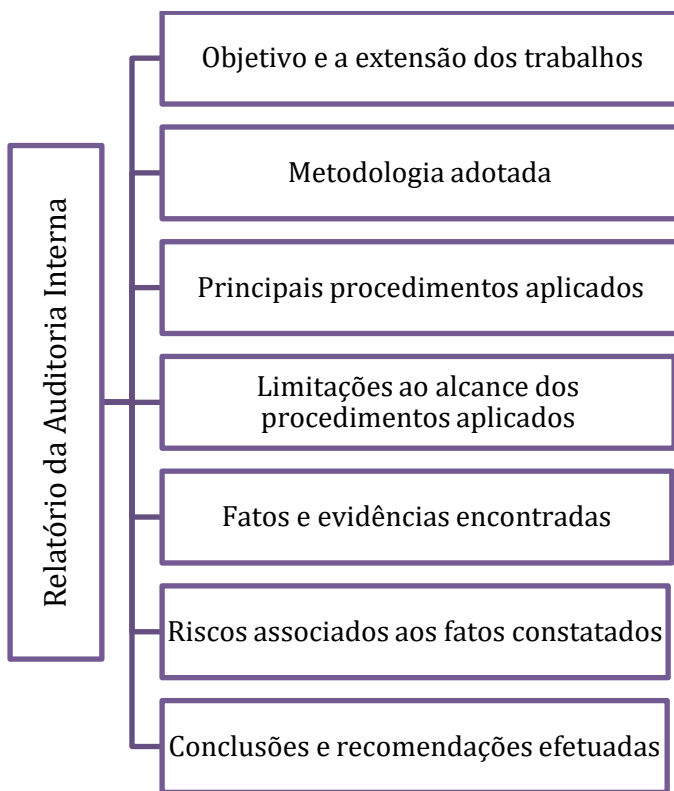 Relatório da Auditoria Interna
Objetivo e a extensão dos trabalhos
Metodologia adotada
Principais procedimentos aplicados
Limitações ao alcance dos
procedimentos aplicados
Fatos e evidências encontradas
Riscos associados aos fatos constatados
Conclusões e recomendações efetuadas